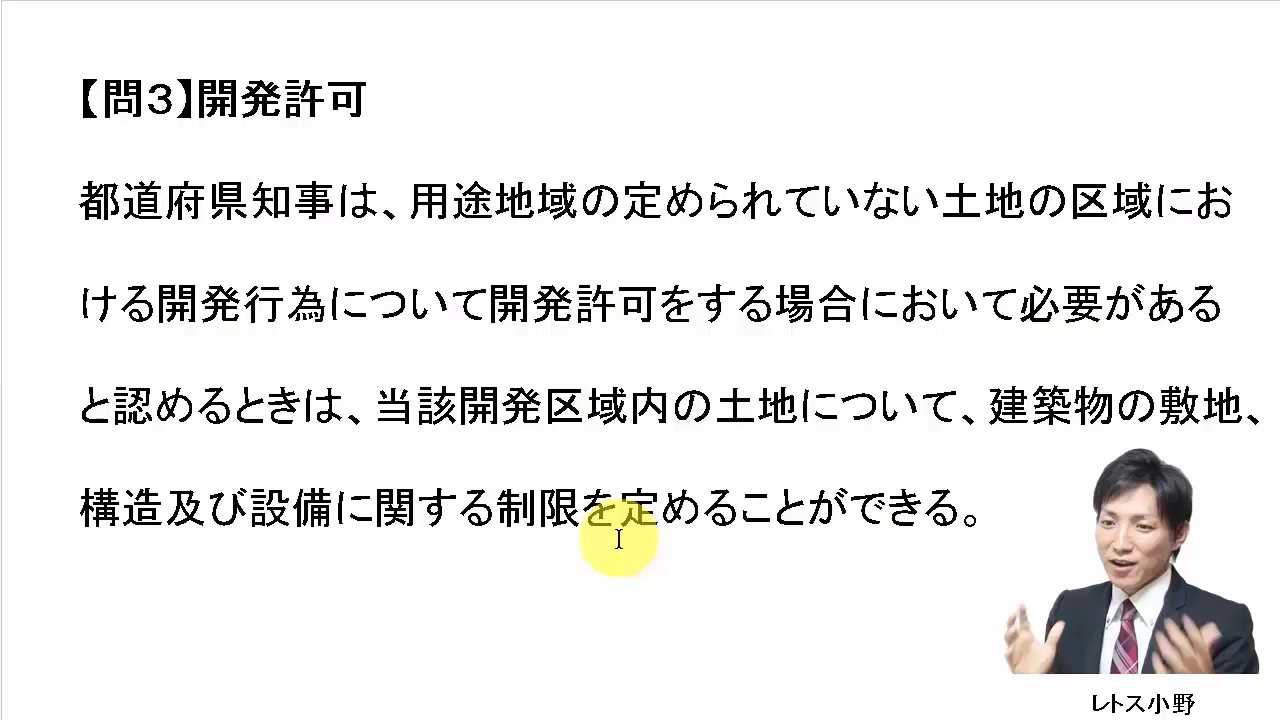 【問３】開発許可
都道府県知事は、用途地域の定められていない土地の区域にお
ける開発行為について開発許可をする場合において必要がある
と認めるときは、当該開発区域内の土地について、建築物の敷地、
構造及び設備に関する制限を定めることができる。
レトス小野